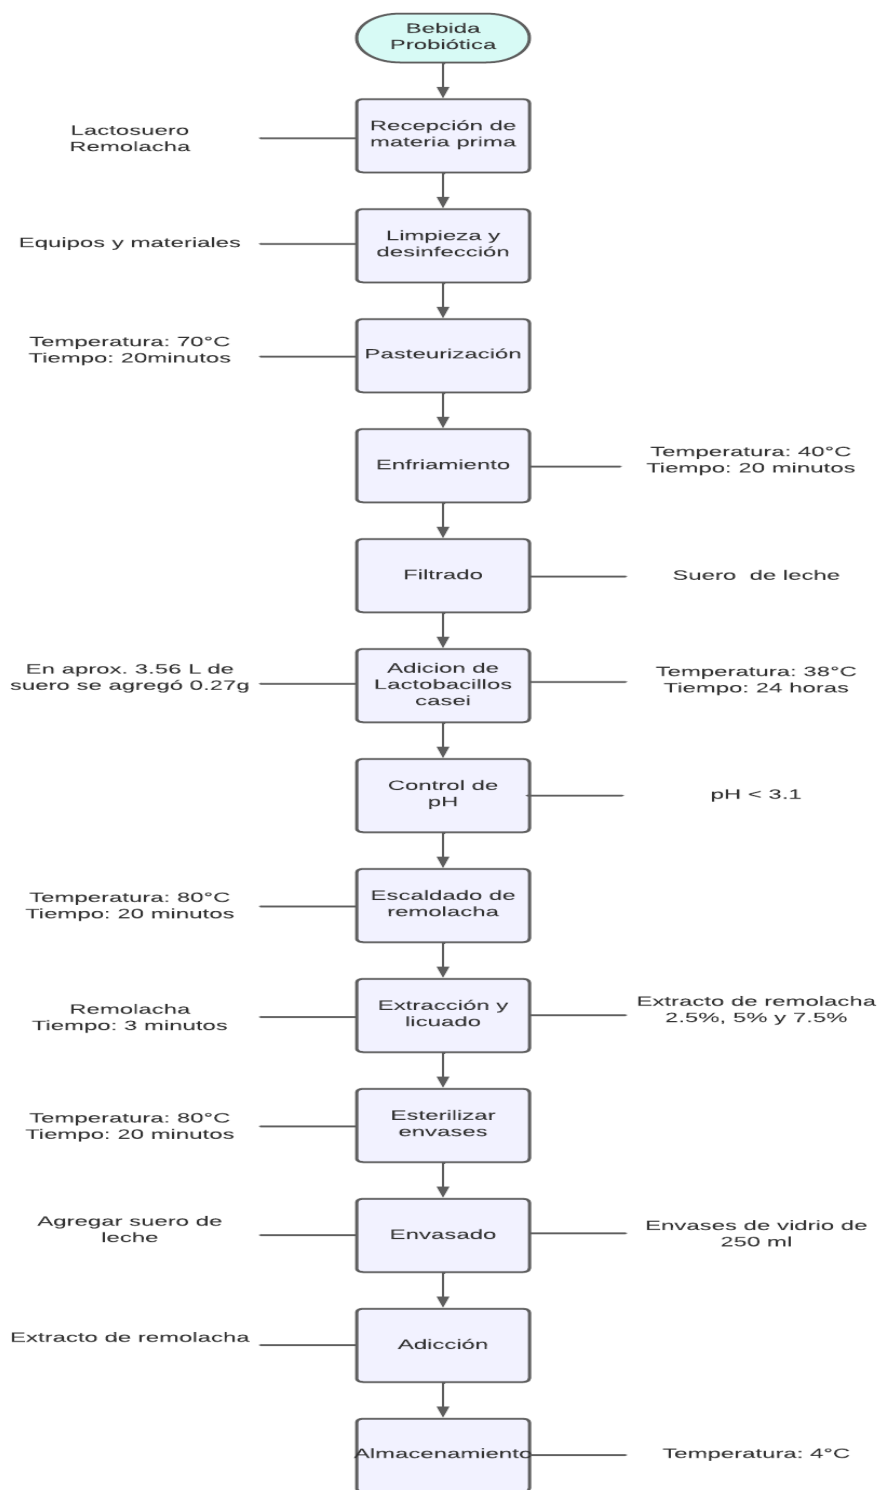 Bebida
Probiótica
Lactosuero
Remolacha
Recepción de
materia prima
Equipos y materiales
Limpieza y
desinfección
Temperatura: 70°C
Tiempo: 20minutos
Pasteurización
Enfriamiento
Temperatura: 40°C
Tiempo: 20 minutos
Filtrado
Suero  de leche
En aprox. 3.56 L de
suero se agregó 0.27g
Adicion de
Lactobacillos
casei
Temperatura: 38°C
Tiempo: 24 horas
Control de
pH
pH < 3.1
Temperatura: 80°C
Tiempo: 20 minutos
Escaldado de
remolacha
Remolacha
Tiempo: 3 minutos
Extracción y
licuado
Extracto de remolacha
2.5%, 5% y 7.5%
Temperatura: 80°C
Tiempo: 20 minutos
Esterilizar
envases
Agregar suero de
leche
Envasado
Envases de vidrio de
250 ml
Extracto de remolacha
Adicción
Almacenamiento
Temperatura: 4°C